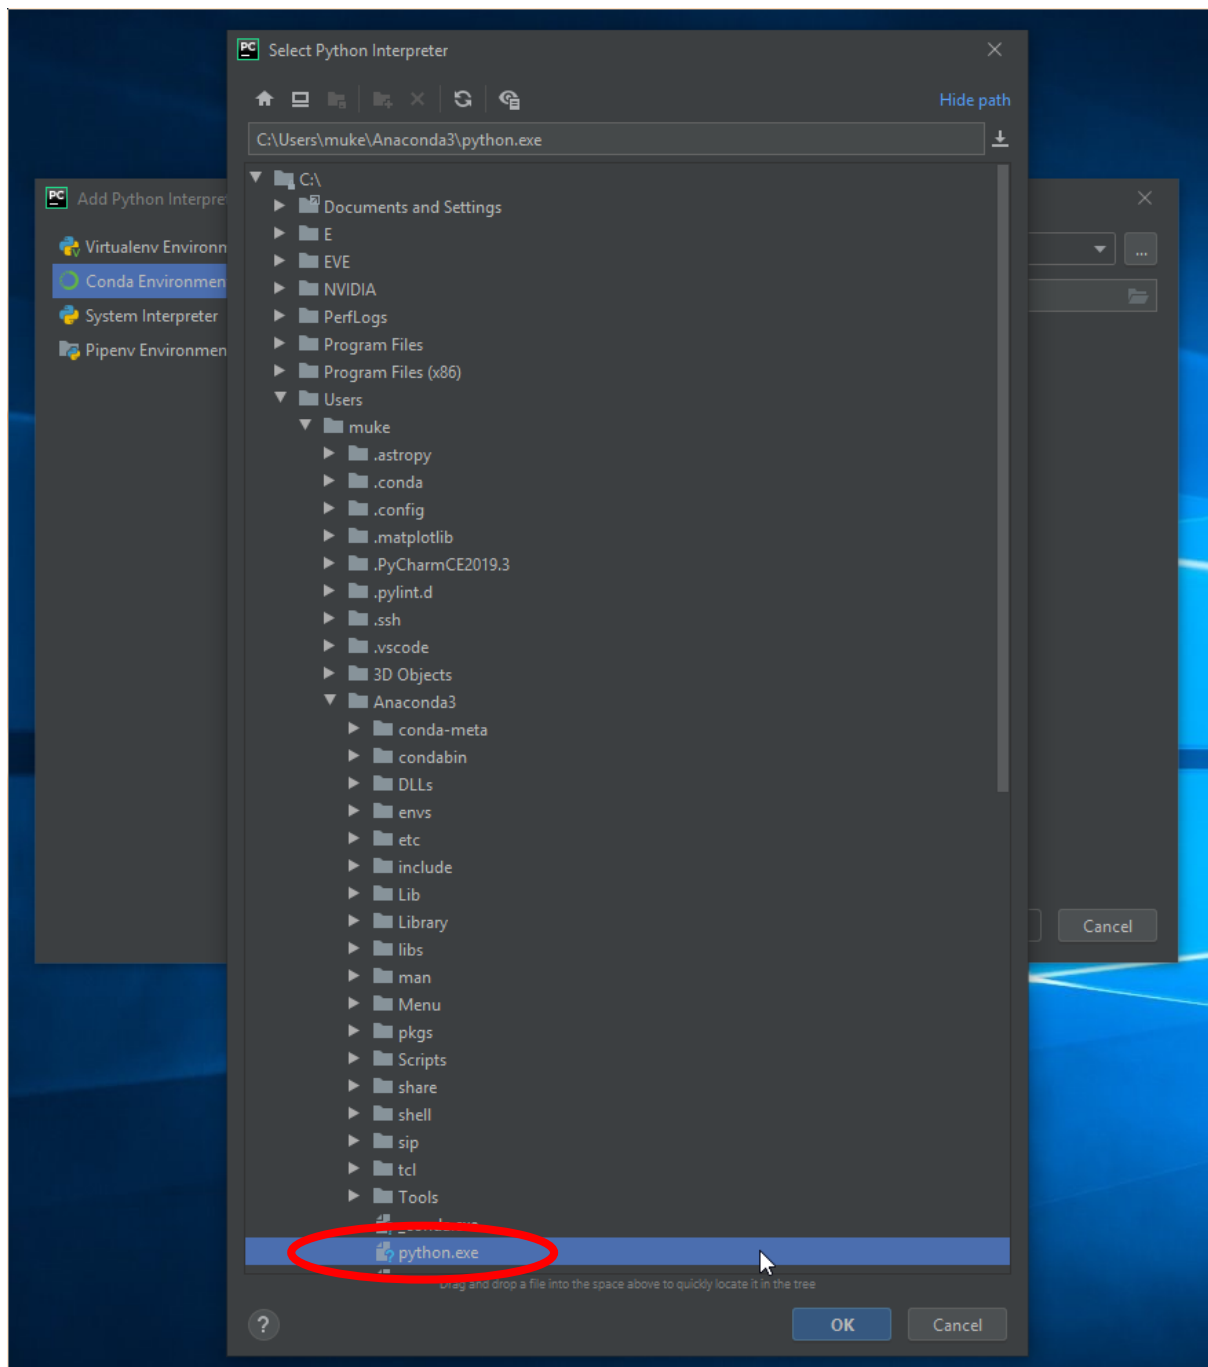 PC Select Python Interpreter
Hide path
C:\Users\muke\Anaconda3\python.exe
C:\
Documents and Settings
E
EVE
NVIDIA
PerfLogs
Program Files
Program Files (x86)
Users
muke
.astropy
.conda
.config
.matplotlib
.PyCharmCE2019.3
.pylint.d
.ssh
.vscode
3D Objects
Anaconda3
conda-meta
condabin
DLLs
envs
etc
include
Lib
Library
libs
man
Menu
pkgs
Scripts
share
shell
sip
tcl
Tools
python.exe
Drag and drop a file into the space above to quickly locate it in the tree
?
OK
Cancel
PC Add Python Interpre
Virtualenv Environn
Conda Environmen
System Interpreter
Pipenv Environmen
...
Cancel